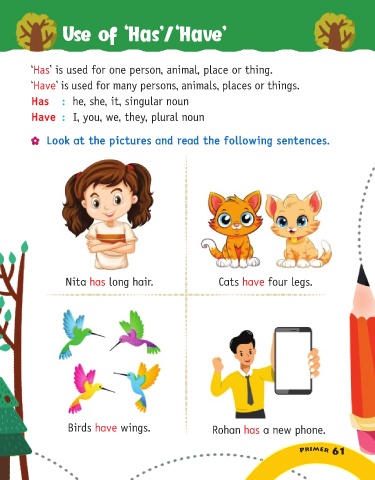 Use of ‘Has’/‘Have’
‘Has’ is used for one person, animal, place or thing.
‘Have’ is used for many persons, animals, places or things.
Has : he, she, it, singular noun
Have : I, you, we, they, plural noun
Look at the pictures and read the following sentences.
Nita has long hair.
Cats have four legs.
Birds have wings.
Rohan has a new phone.
PRIMER 61